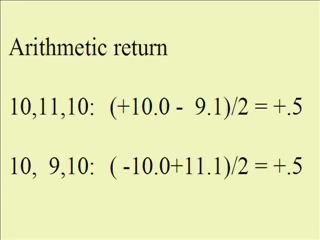 Arithmetic return
10,11,10: (+10.0 - 9.1)/2 = +.5
10, 9,10: ( -10.0+11.1)/2 = +.5